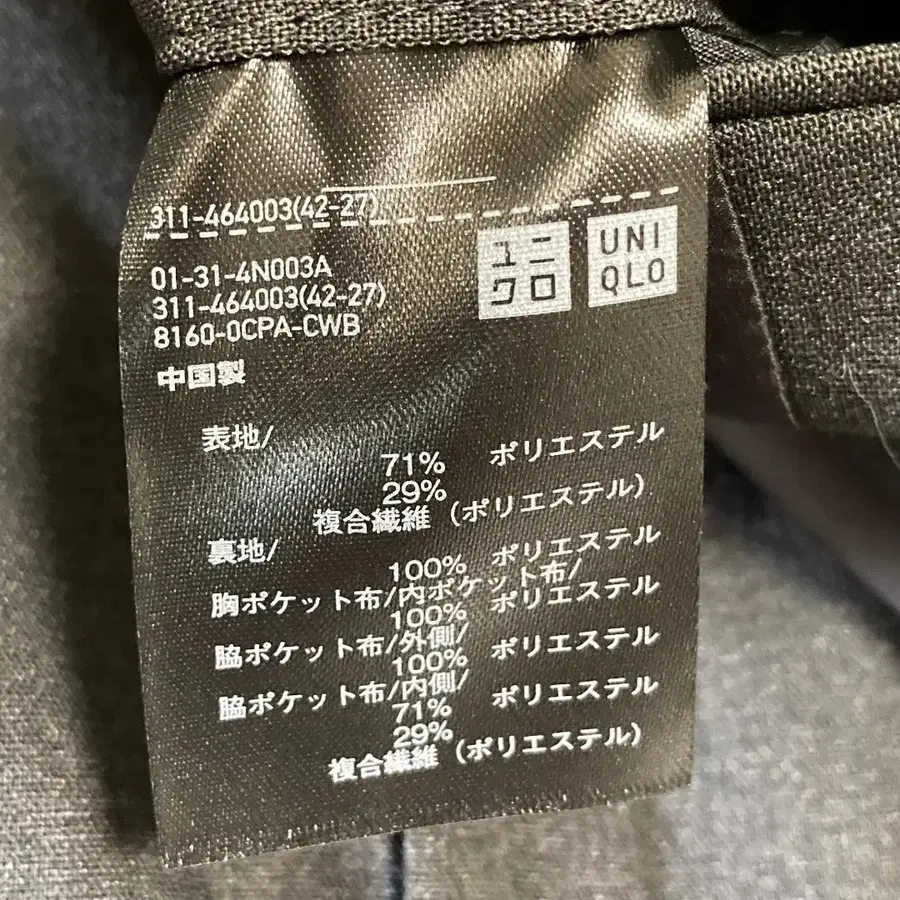 311-464003(42-27)
ユニ
クロ
UNI
QLO
01-31-4N003A
311-464003(42-27)
8160-0CPA-CWB
中国製
表地/
71% ポリエステル
29%
複合繊維(ポリエステル)
裏地/
100% ポリエステル
胸ポケット布/内ポケット布/
100% ポリエステル
脇ポケット布/外側/
100% ポリエステル
脇ポケット布/内側/
71% ポリエステル
29%
複合繊維(ポリエステル)